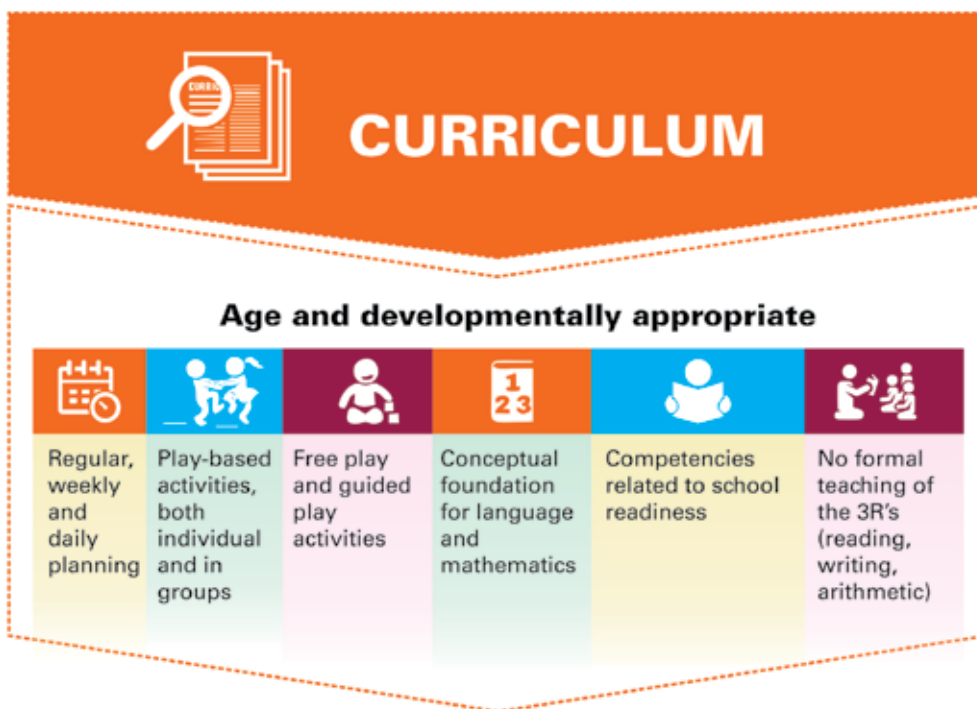 CURRIC
CURRICULUM
Age and developmentally appropriate
1
2 3
Regular,
weekly
and
daily
planning
Play-based
activities,
both
individual
and in
groups
Free play
and guided
play
activities
Conceptual
foundation
for language
and
mathematics
Competencies
related to school
readiness
No formal
teaching of
the 3R's
(reading,
writing,
arithmetic)